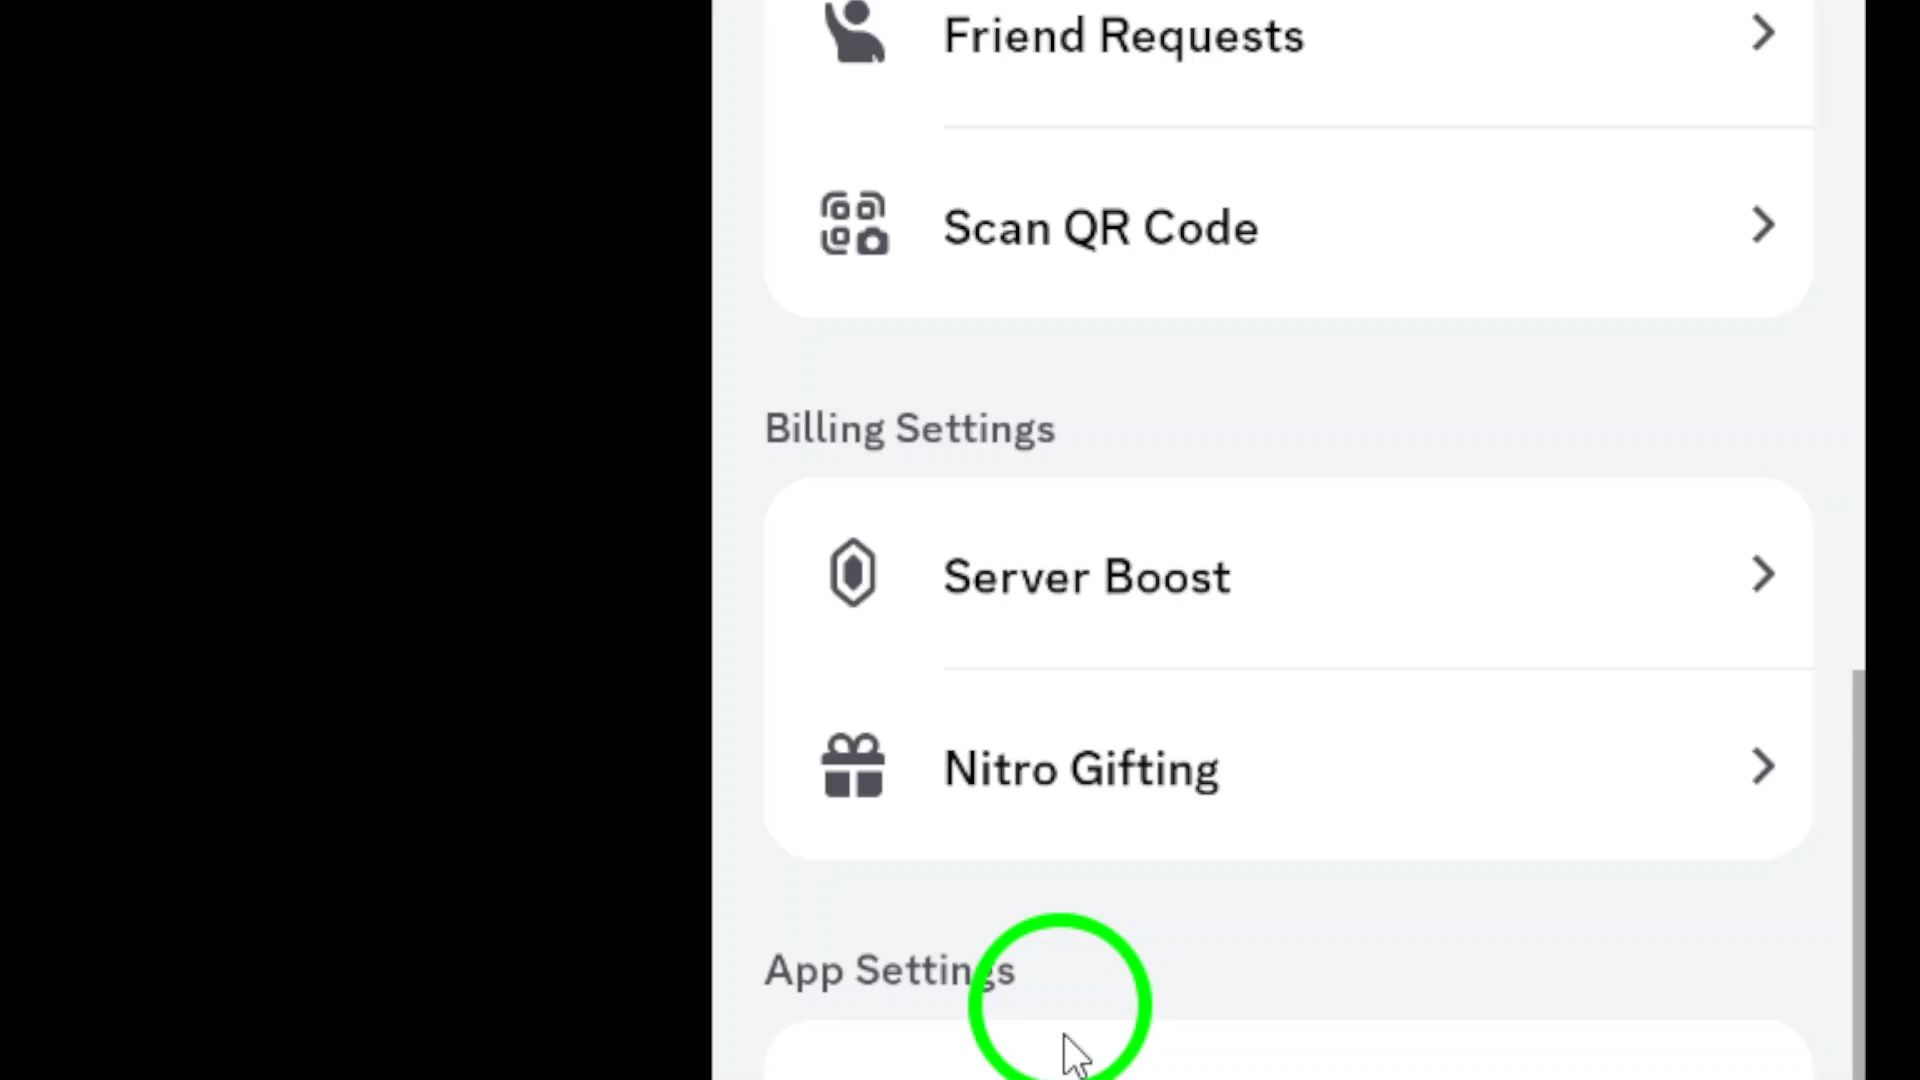 Friend Requests
Scan QR Code
Billing Settings
Server Boost
Nitro Gifting
App Settings